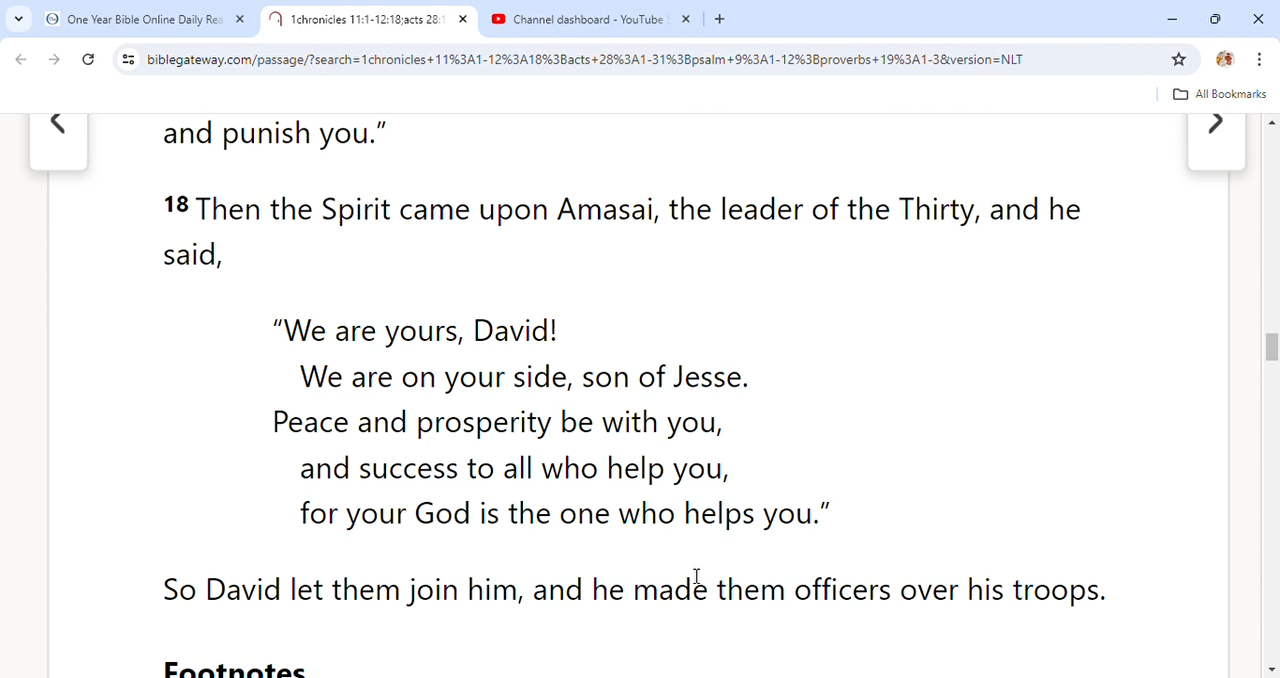 One Year Bible Online Daily Rea
1chronicles 11:1-12:18;acts 28:1
Channel dashboard - YouTube S
biblegateway.com/passage/?search=1chronicles+11%3A1-12%3A18%3Bacts+28%3A1-31%3Bpsalm+9%3A1-12%3Bproverbs+19%3A1-3&version=NLT
All Bookmarks
and punish you.”
18 Then the Spirit came upon Amasai, the leader of the Thirty, and he
said,
“We are yours, David!
We are on your side, son of Jesse.
Peace and prosperity be with you,
and success to all who help you,
for your God is the one who helps you.”
So David let them join him, and he made them officers over his troops.
Footnotes